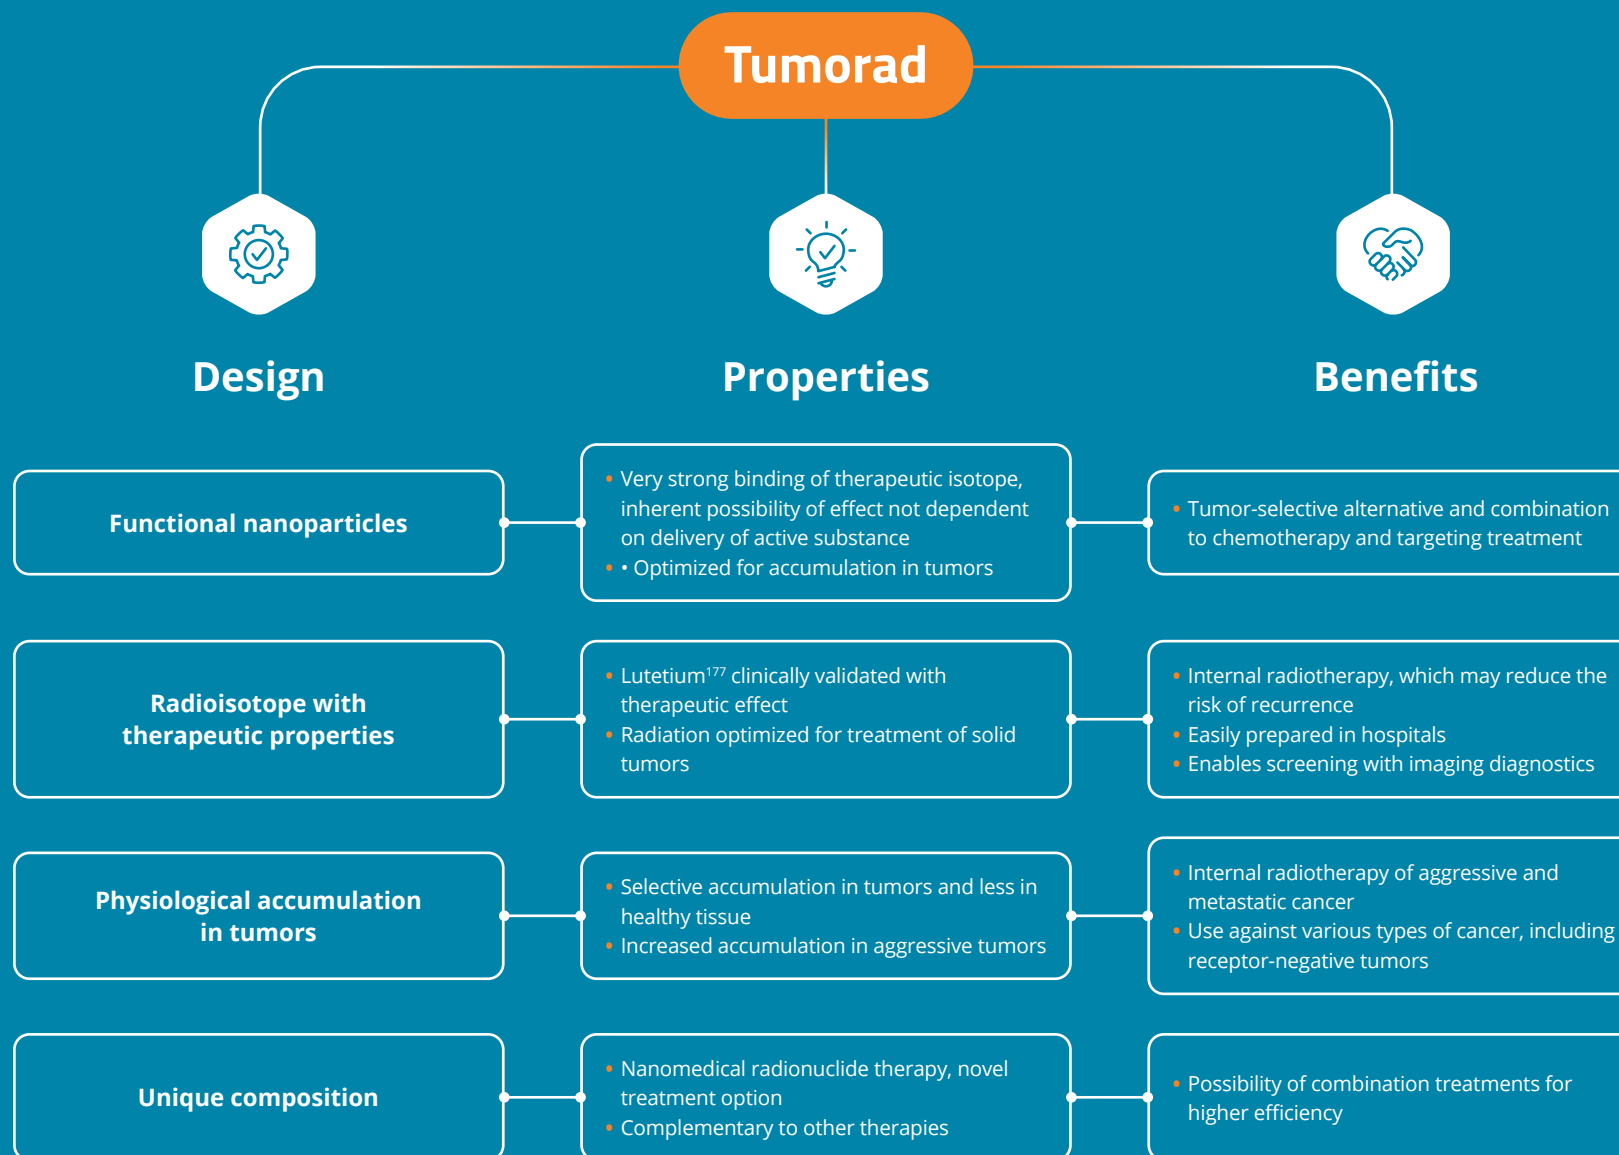 Tumorad
Design
Properties
Benefits
Functional nanoparticles
• Very strong binding of therapeutic isotope,
inherent possibility of effect not dependent
on delivery of active substance
• • Optimized for accumulation in tumors
• Tumor-selective alternative and combination
to chemotherapy and targeting treatment
Radioisotope with
therapeutic properties
• Lutetium¹⁷⁷ clinically validated with
therapeutic effect
• Radiation optimized for treatment of solid
tumors
• Internal radiotherapy, which may reduce the
risk of recurrence
• Easily prepared in hospitals
• Enables screening with imaging diagnostics
Physiological accumulation
in tumors
• Selective accumulation in tumors and less in
healthy tissue
• Increased accumulation in aggressive tumors
• Internal radiotherapy of aggressive and
metastatic cancer
• Use against various types of cancer, including
receptor-negative tumors
Unique composition
• Nanomedical radionuclide therapy, novel
treatment option
• Complementary to other therapies
• Possibility of combination treatments for
higher efficiency